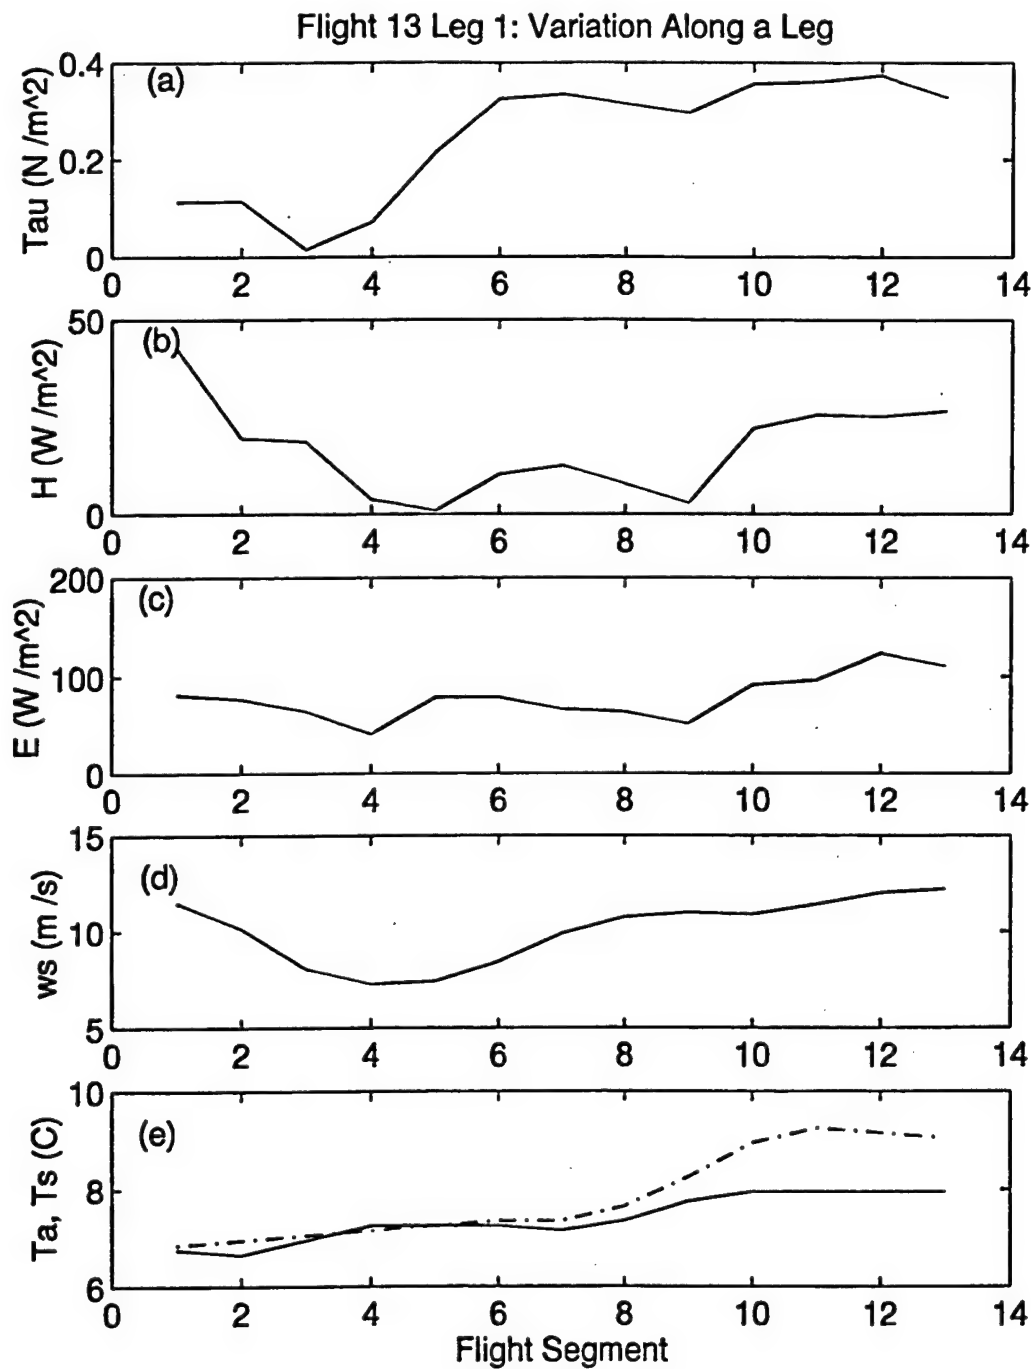 Flight 13 Leg 1: Variation Along a Leg
(a)
Tau (N /m^2)
0.4
0.2
0
0 2 4 6 8 10 12 14
(b)
H (W /m^2)
50
0
0 2 4 6 8 10 12 14
(c)
E (W /m^2)
200
100
0
0 2 4 6 8 10 12 14
(d)
ws (m /s)
15
10
5
0 2 4 6 8 10 12 14
(e)
Ta, Ts (C)
10
8
6
0 2 4 6 8 10 12 14
Flight Segment